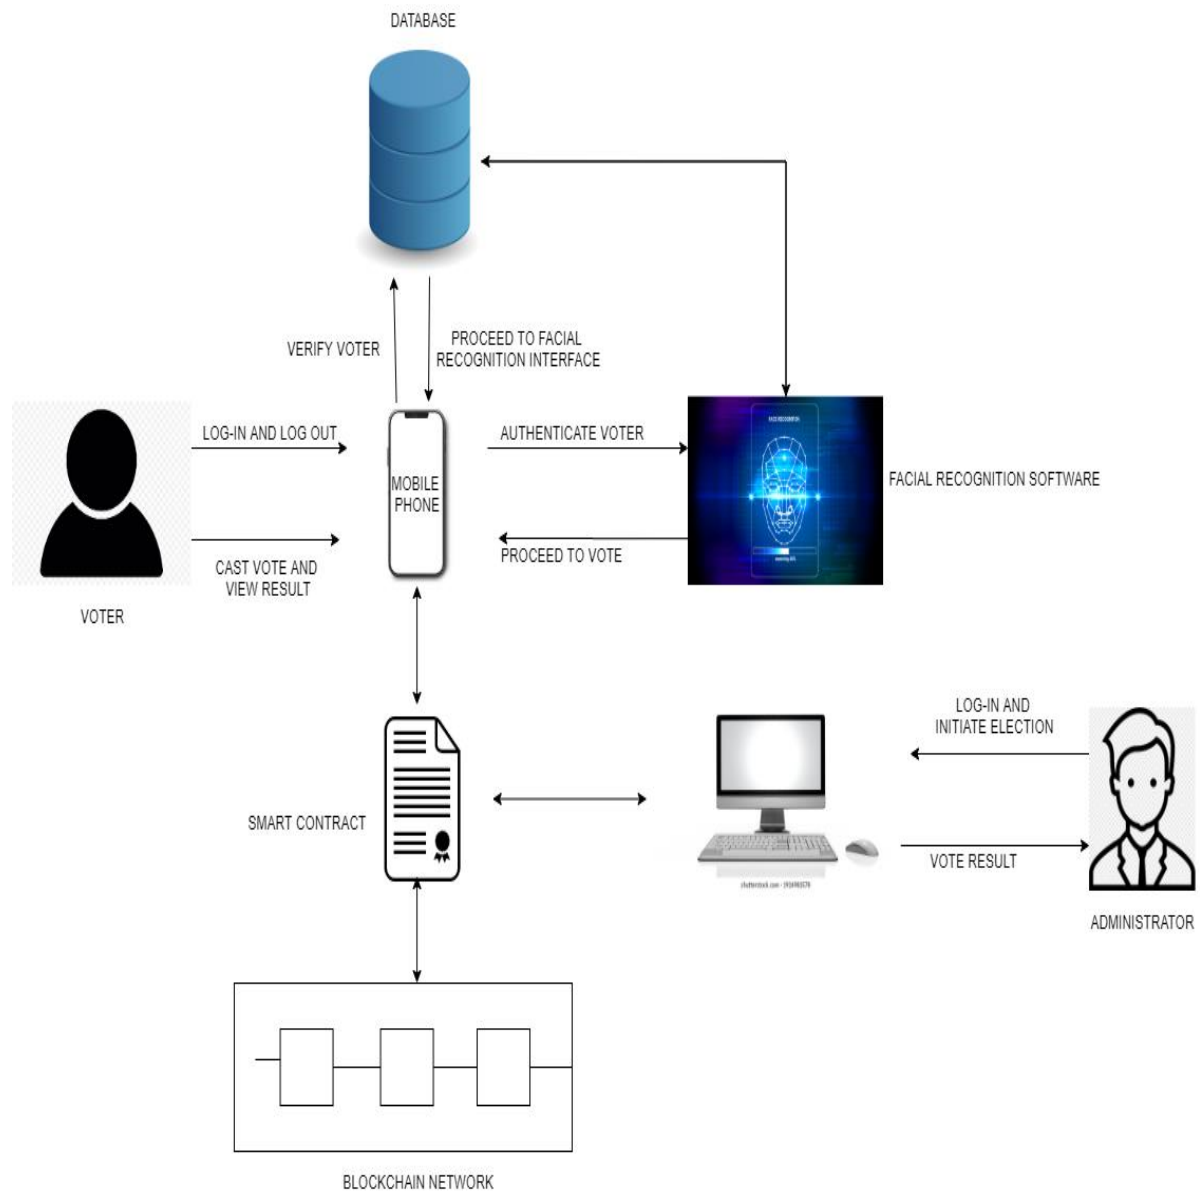 DATABASE
VERIFY VOTER
PROCEED TO FACIAL
RECOGNITION INTERFACE
LOG-IN AND LOG OUT
MOBILE
PHONE
AUTHENTICATE VOTER
FACE RECOGNITION
FACIAL RECOGNITION SOFTWARE
CAST VOTE AND
VIEW RESULT
PROCEED TO VOTE
VOTER
LOG-IN AND
INITIATE ELECTION
SMART CONTRACT
VOTE RESULT
ADMINISTRATOR
BLOCKCHAIN NETWORK